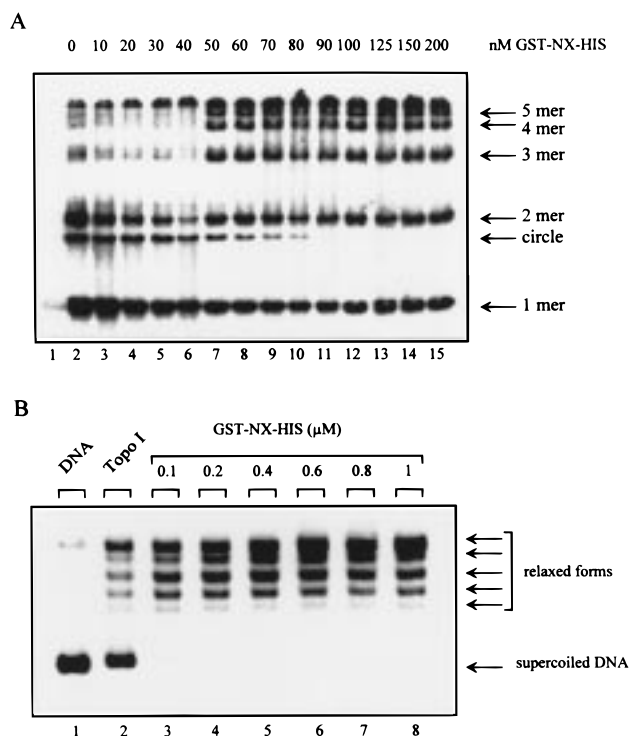 A
0 10 20 30 40 50 60 70 80 90 100 125 150 200 nM GST-NX-HIS
5 mer
4 mer
3 mer
2 mer
circle
1 mer
1 2 3 4 5 6 7 8 9 10 11 12 13 14 15
B
GST-NX-HIS (μM)
DNA Topo I 0.1 0.2 0.4 0.6 0.8 1
relaxed forms
supercoiled DNA
1 2 3 4 5 6 7 8